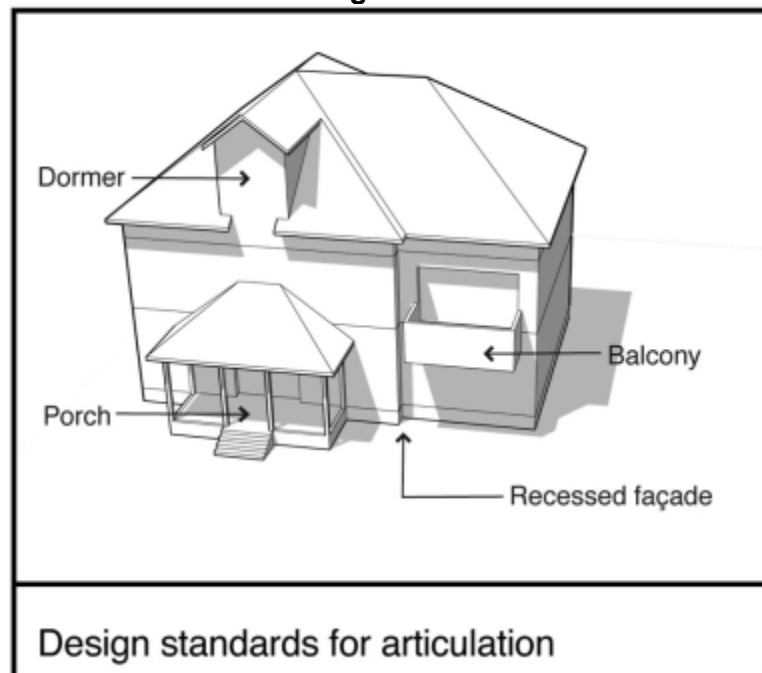 Dormer
Balcony
Porch
Recessed façade
Design standards for articulation